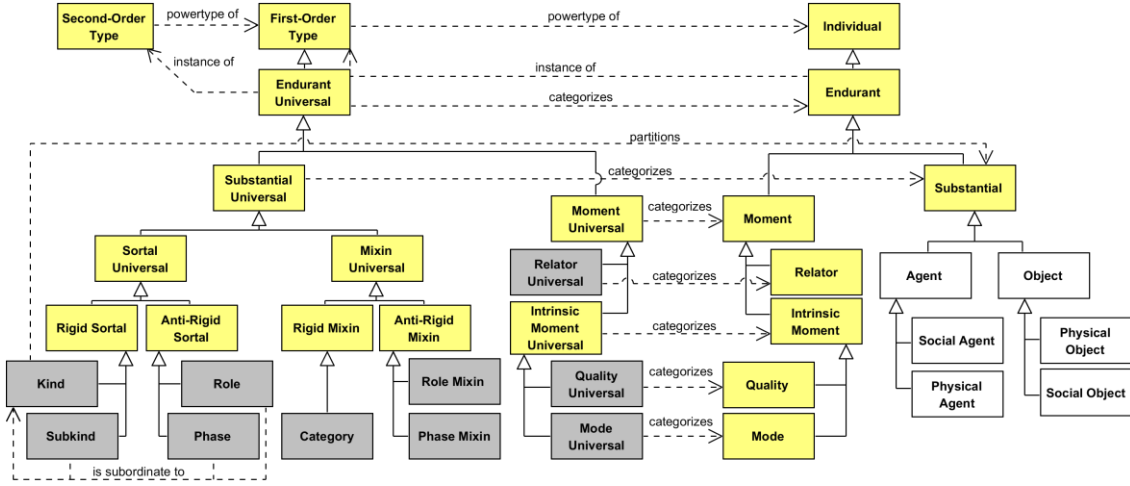 Second-Order
Type
powertype of
First-Order
Type
powertype of
Individual
instance of
Endurant
Universal
instance of
categorizes
Endurant
partitions
Substantial
Universal
categorizes
Substantial
Moment
Universal
categorizes
Moment
Sortal
Universal
Mixin
Universal
Relator
Universal
categorizes
Relator
Agent
Object
Rigid Sortal
Anti-Rigid
Sortal
Rigid Mixin
Anti-Rigid
Mixin
Intrinsic
Moment
Universal
categorizes
Intrinsic
Moment
Social Agent
Physical
Object
Kind
Role
Role Mixin
Quality
Universal
categorizes
Quality
Physical
Agent
Social Object
Subkind
Phase
Category
Phase Mixin
Mode
Universal
categorizes
Mode
is subordinate to